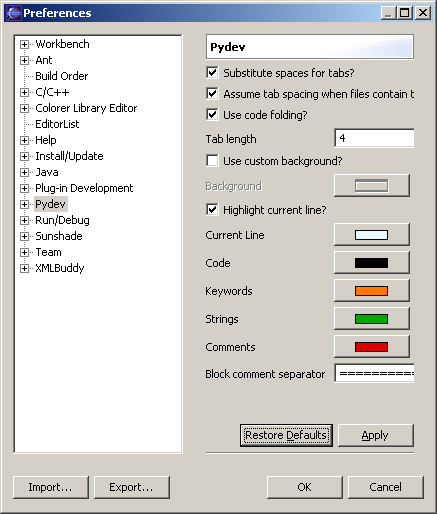 Preferences
Workbench
Ant
Build Order
C/C++
Colorer Library Editor
EditorList
Help
Install/Update
Java
Plug-in Development
Pydev
Run/Debug
Sunshade
Team
XMLBuddy
Pydev
Substitute spaces for tabs?
Assume tab spacing when files contain t
Use code folding?
Tab length 4
Use custom background?
Background
Highlight current line?
Current Line
Code
Keywords
Strings
Comments
Block comment separator ==========
Restore Defaults Apply
Import... Export... OK Cancel